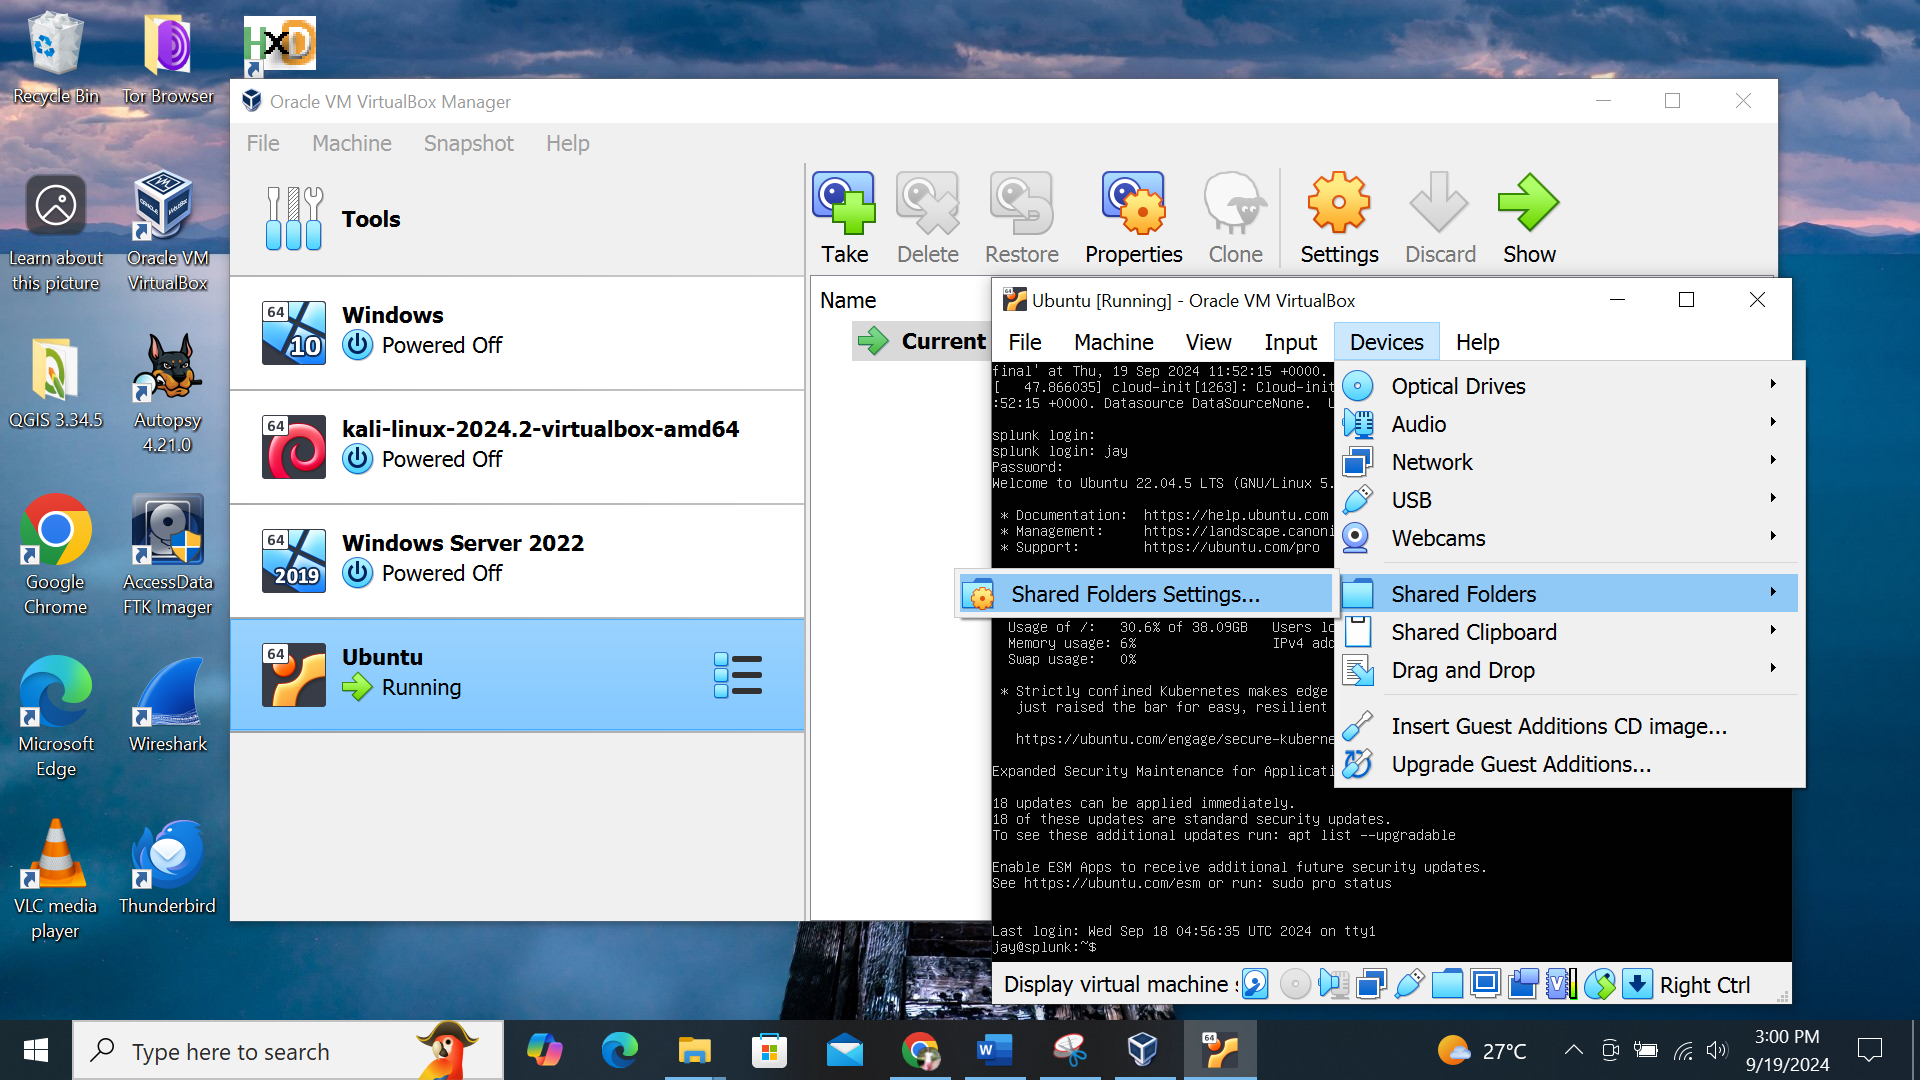 Recycle Bin
Tor Browser
HxD
Learn about this picture
Oracle VM VirtualBox
QGIS 3.34.5
Autopsy 4.21.0
Google Chrome
AccessData FTK Imager
Microsoft Edge
Wireshark
VLC media player
Thunderbird
Oracle VM VirtualBox Manager
File Machine Snapshot Help
Tools
64 10
Windows
Powered Off
64
kali-linux-2024.2-virtualbox-amd64
Powered Off
64 2019
Windows Server 2022
Powered Off
64
Ubuntu
Running
Take Delete Restore Properties Clone Settings Discard Show
Name
Current
Ubuntu [Running] - Oracle VM VirtualBox
File Machine View Input Devices Help
final' at Thu, 19 Sep 2024 11:52:15 +0000.
[   47.866035] cloud-init[1263]: Cloud-init
:52:15 +0000. Datasource DataSourceNone.
splunk login:
splunk login: jay
Password:
Welcome to Ubuntu 22.04.5 LTS (GNU/Linux 5.
* Documentation:  https://help.ubuntu.com
* Management:     https://landscape.canoni
* Support:        https://ubuntu.com/pro
Usage of /:   30.6% of 38.09GB   Users lo
Memory usage: 6%                 IPv4 add
Swap usage:   0%
* Strictly confined Kubernetes makes edge
just raised the bar for easy, resilient
https://ubuntu.com/engage/secure-kuberne
Expanded Security Maintenance for Applicati
18 updates can be applied immediately.
18 of these updates are standard security updates.
To see these additional updates run: apt list --upgradable
Enable ESM Apps to receive additional future security updates.
See https://ubuntu.com/esm or run: sudo pro status
Last login: Wed Sep 18 04:56:35 UTC 2024 on tty1
jay@splunk:~$
Optical Drives
Audio
Network
USB
Webcams
Shared Folders
Shared Folders Settings...
Shared Clipboard
Drag and Drop
Insert Guest Additions CD image...
Upgrade Guest Additions...
Display virtual machine s
Right Ctrl
Type here to search
27°C
3:00 PM
9/19/2024